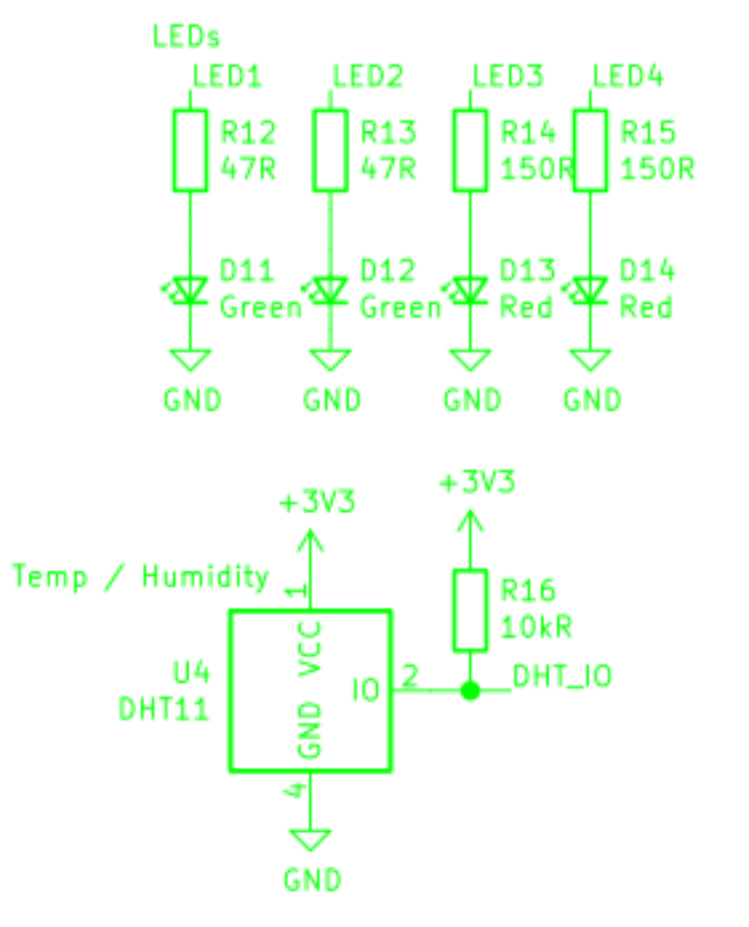 LEDs
LED1 LED2 LED3 LED4
R12 R13 R14 R15
47R 47R 150R 150R
D11 D12 D13 D14
Green Green Red Red
GND GND GND GND
+3V3
+3V3
Temp / Humidity
1
R16
10kR
VCC
U4
DHT11
IO
2
DHT_IO
GND
4
GND